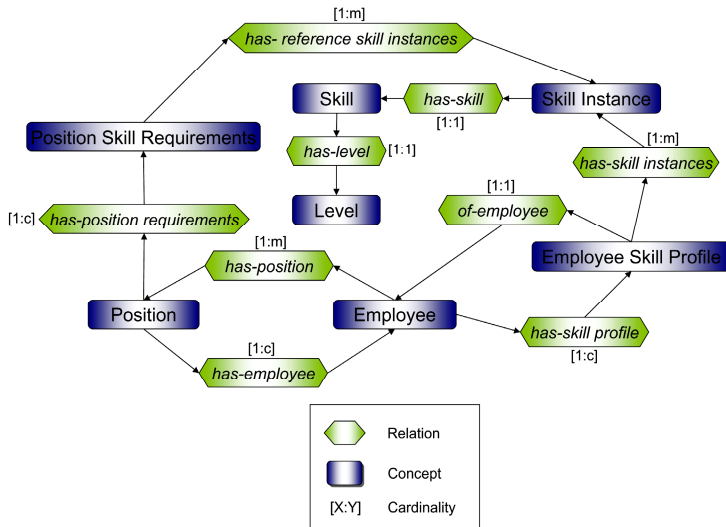 [1:m]
has- reference skill instances
Skill
has-skill
Skill Instance
[1:1]
Position Skill Requirements
has-level
[1:1]
[1:m]
has-skill instances
[1:1]
of-employee
Level
[1:c]
has-position requirements
[1:m]
has-position
Employee Skill Profile
Position
Employee
has-skill profile
[1:c]
[1:c]
has-employee
Relation
Concept
[X:Y]
Cardinality